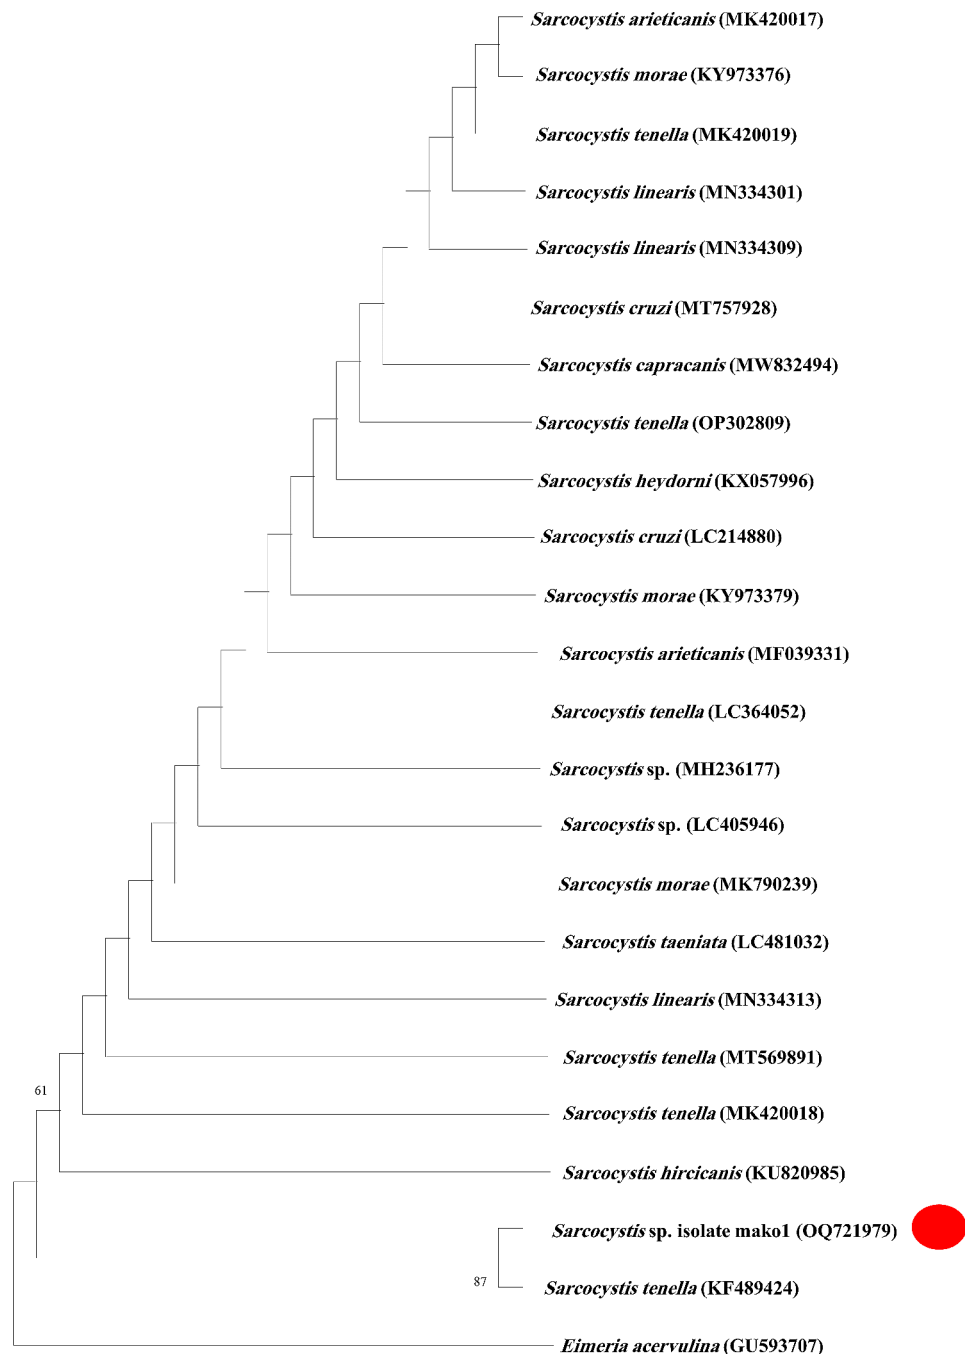 Sarcocystis arieticanis (MK420017)
Sarcocystis morae (KY973376)
Sarcocystis tenella (MK420019)
Sarcocystis linearis (MN334301)
Sarcocystis linearis (MN334309)
Sarcocystis cruzi (MT757928)
Sarcocystis capracanis (MW832494)
Sarcocystis tenella (OP302809)
Sarcocystis heydorni (KX057996)
Sarcocystis cruzi (LC214880)
Sarcocystis morae (KY973379)
Sarcocystis arieticanis (MF039331)
Sarcocystis tenella (LC364052)
Sarcocystis sp. (MH236177)
Sarcocystis sp. (LC405946)
Sarcocystis morae (MK790239)
Sarcocystis taeniata (LC481032)
Sarcocystis linearis (MN334313)
Sarcocystis tenella (MT569891)
61
Sarcocystis tenella (MK420018)
Sarcocystis hircicanis (KU820985)
Sarcocystis sp. isolate mako1 (OQ721979)
87
Sarcocystis tenella (KF489424)
Eimeria acervulina (GU593707)